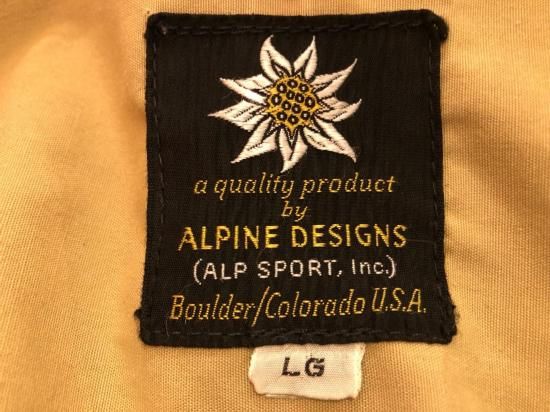 a quality product
by
ALPINE DESIGNS
(ALP SPORT, Inc.)
Boulder/Colorado U.S.A.
LG